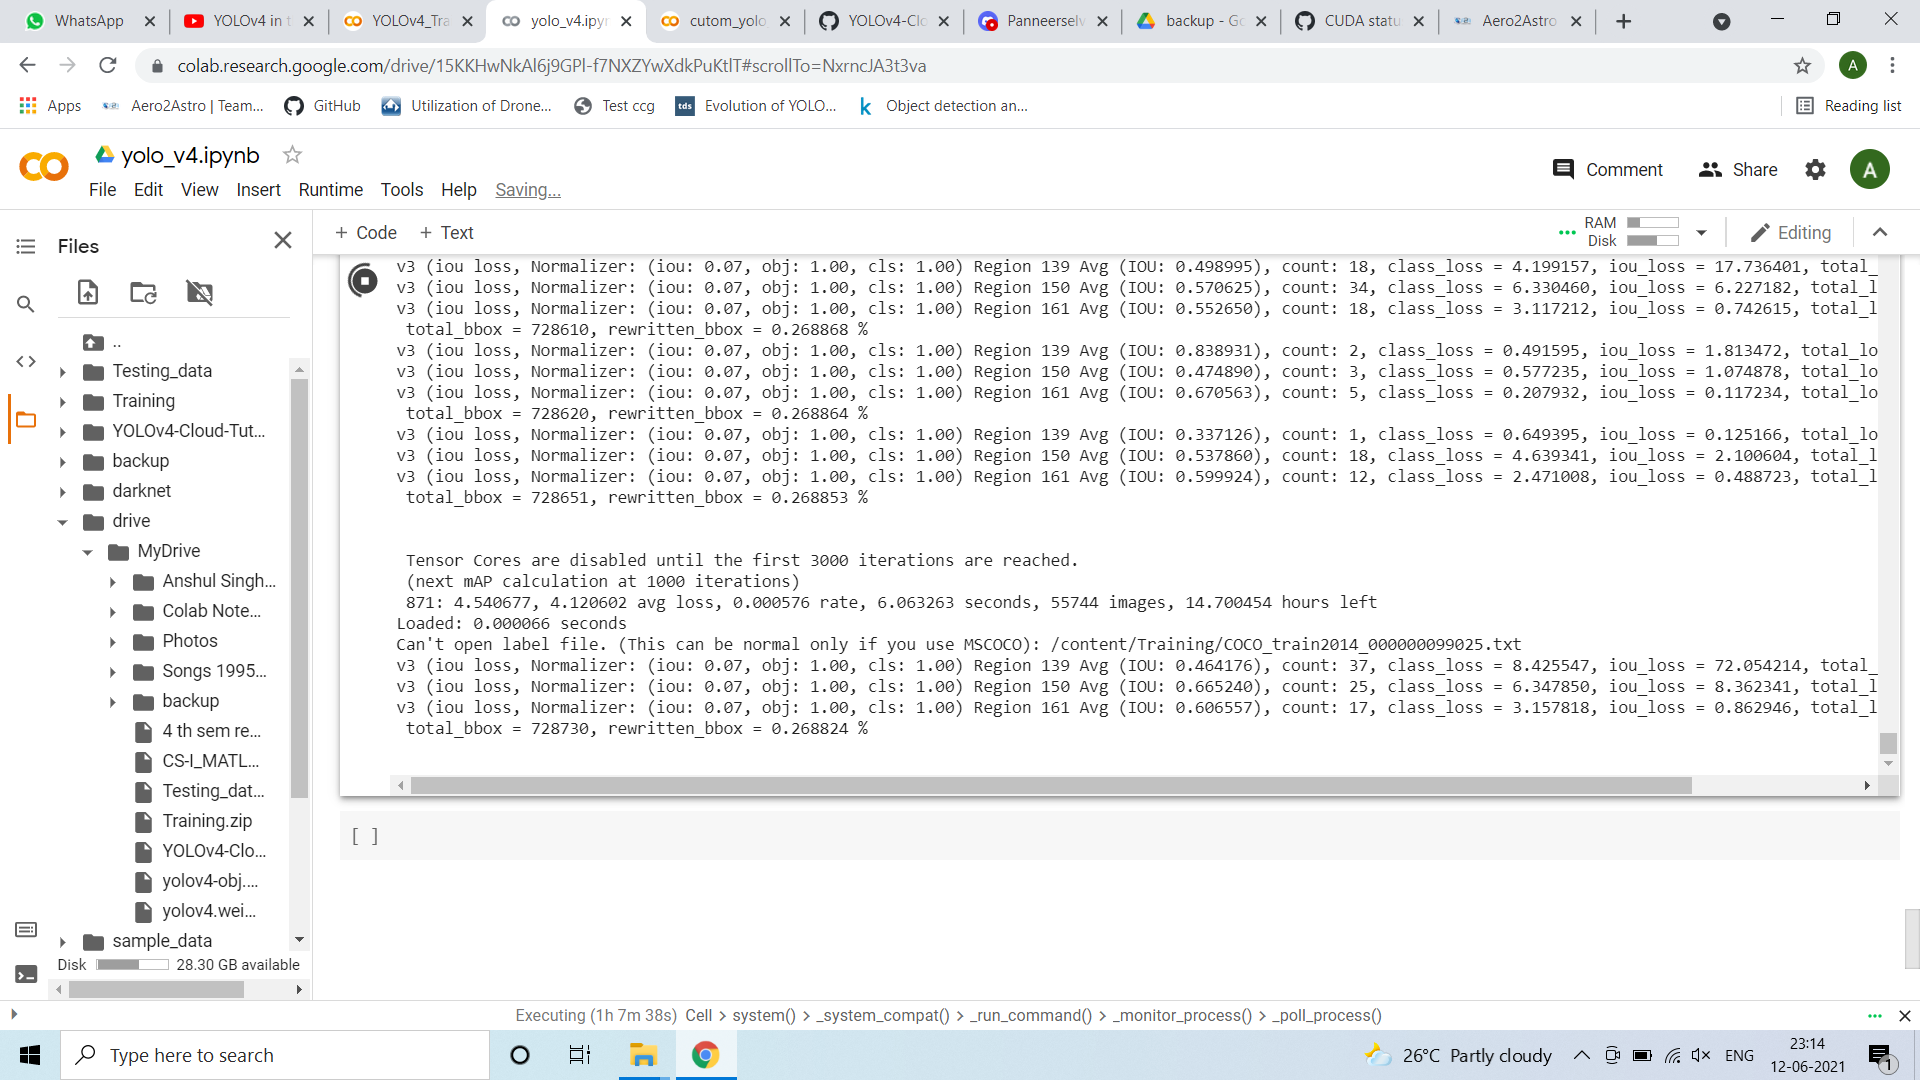 WhatsApp
YOLOv4 in t
YOLOv4_Tra
yolo_v4.ipyn
cutom_yolo
YOLOv4-Clo
Panneerselv
backup - Go
CUDA statu
Aero2Astro
colab.research.google.com/drive/15KKHwNkAl6j9GPl-f7NXZYwXdkPuKtlT#scrollTo=NxrncJA3t3va
A
Apps
Aero2Astro | Team...
GitHub
Utilization of Drone...
Test ccg
tds Evolution of YOLO...
k Object detection an...
Reading list
yolo_v4.ipynb
File Edit View Insert Runtime Tools Help Saving...
Comment
Share
A
Files
+ Code + Text
RAM
Disk
Editing
..
Testing_data
Training
YOLOv4-Cloud-Tut...
backup
darknet
drive
MyDrive
Anshul Singh...
Colab Note...
Photos
Songs 1995...
backup
4 th sem re...
CS-I_MATL...
Testing_dat...
Training.zip
YOLOv4-Clo...
yolov4-obj....
yolov4.wei...
sample_data
Disk 28.30 GB available
v3 (iou loss, Normalizer: (iou: 0.07, obj: 1.00, cls: 1.00) Region 139 Avg (IOU: 0.498995), count: 18, class_loss = 4.199157, iou_loss = 17.736401, total_
v3 (iou loss, Normalizer: (iou: 0.07, obj: 1.00, cls: 1.00) Region 150 Avg (IOU: 0.570625), count: 34, class_loss = 6.330460, iou_loss = 6.227182, total_l
v3 (iou loss, Normalizer: (iou: 0.07, obj: 1.00, cls: 1.00) Region 161 Avg (IOU: 0.552650), count: 18, class_loss = 3.117212, iou_loss = 0.742615, total_l
total_bbox = 728610, rewritten_bbox = 0.268868 %
v3 (iou loss, Normalizer: (iou: 0.07, obj: 1.00, cls: 1.00) Region 139 Avg (IOU: 0.838931), count: 2, class_loss = 0.491595, iou_loss = 1.813472, total_lo
v3 (iou loss, Normalizer: (iou: 0.07, obj: 1.00, cls: 1.00) Region 150 Avg (IOU: 0.474890), count: 3, class_loss = 0.577235, iou_loss = 1.074878, total_lo
v3 (iou loss, Normalizer: (iou: 0.07, obj: 1.00, cls: 1.00) Region 161 Avg (IOU: 0.670563), count: 5, class_loss = 0.207932, iou_loss = 0.117234, total_lo
total_bbox = 728620, rewritten_bbox = 0.268864 %
v3 (iou loss, Normalizer: (iou: 0.07, obj: 1.00, cls: 1.00) Region 139 Avg (IOU: 0.337126), count: 1, class_loss = 0.649395, iou_loss = 0.125166, total_lo
v3 (iou loss, Normalizer: (iou: 0.07, obj: 1.00, cls: 1.00) Region 150 Avg (IOU: 0.537860), count: 18, class_loss = 4.639341, iou_loss = 2.100604, total_l
v3 (iou loss, Normalizer: (iou: 0.07, obj: 1.00, cls: 1.00) Region 161 Avg (IOU: 0.599924), count: 12, class_loss = 2.471008, iou_loss = 0.488723, total_l
total_bbox = 728651, rewritten_bbox = 0.268853 %
Tensor Cores are disabled until the first 3000 iterations are reached.
(next mAP calculation at 1000 iterations)
871: 4.540677, 4.120602 avg loss, 0.000576 rate, 6.063263 seconds, 55744 images, 14.700454 hours left
Loaded: 0.000066 seconds
Can't open label file. (This can be normal only if you use MSCOCO): /content/Training/COCO_train2014_000000099025.txt
v3 (iou loss, Normalizer: (iou: 0.07, obj: 1.00, cls: 1.00) Region 139 Avg (IOU: 0.464176), count: 37, class_loss = 8.425547, iou_loss = 72.054214, total_
v3 (iou loss, Normalizer: (iou: 0.07, obj: 1.00, cls: 1.00) Region 150 Avg (IOU: 0.665240), count: 25, class_loss = 6.347850, iou_loss = 8.362341, total_l
v3 (iou loss, Normalizer: (iou: 0.07, obj: 1.00, cls: 1.00) Region 161 Avg (IOU: 0.606557), count: 17, class_loss = 3.157818, iou_loss = 0.862946, total_l
total_bbox = 728730, rewritten_bbox = 0.268824 %
[ ]
Executing (1h 7m 38s) Cell > system() > _system_compat() > _run_command() > _monitor_process() > _poll_process()
Type here to search
26°C Partly cloudy
ENG
23:14
12-06-2021
1